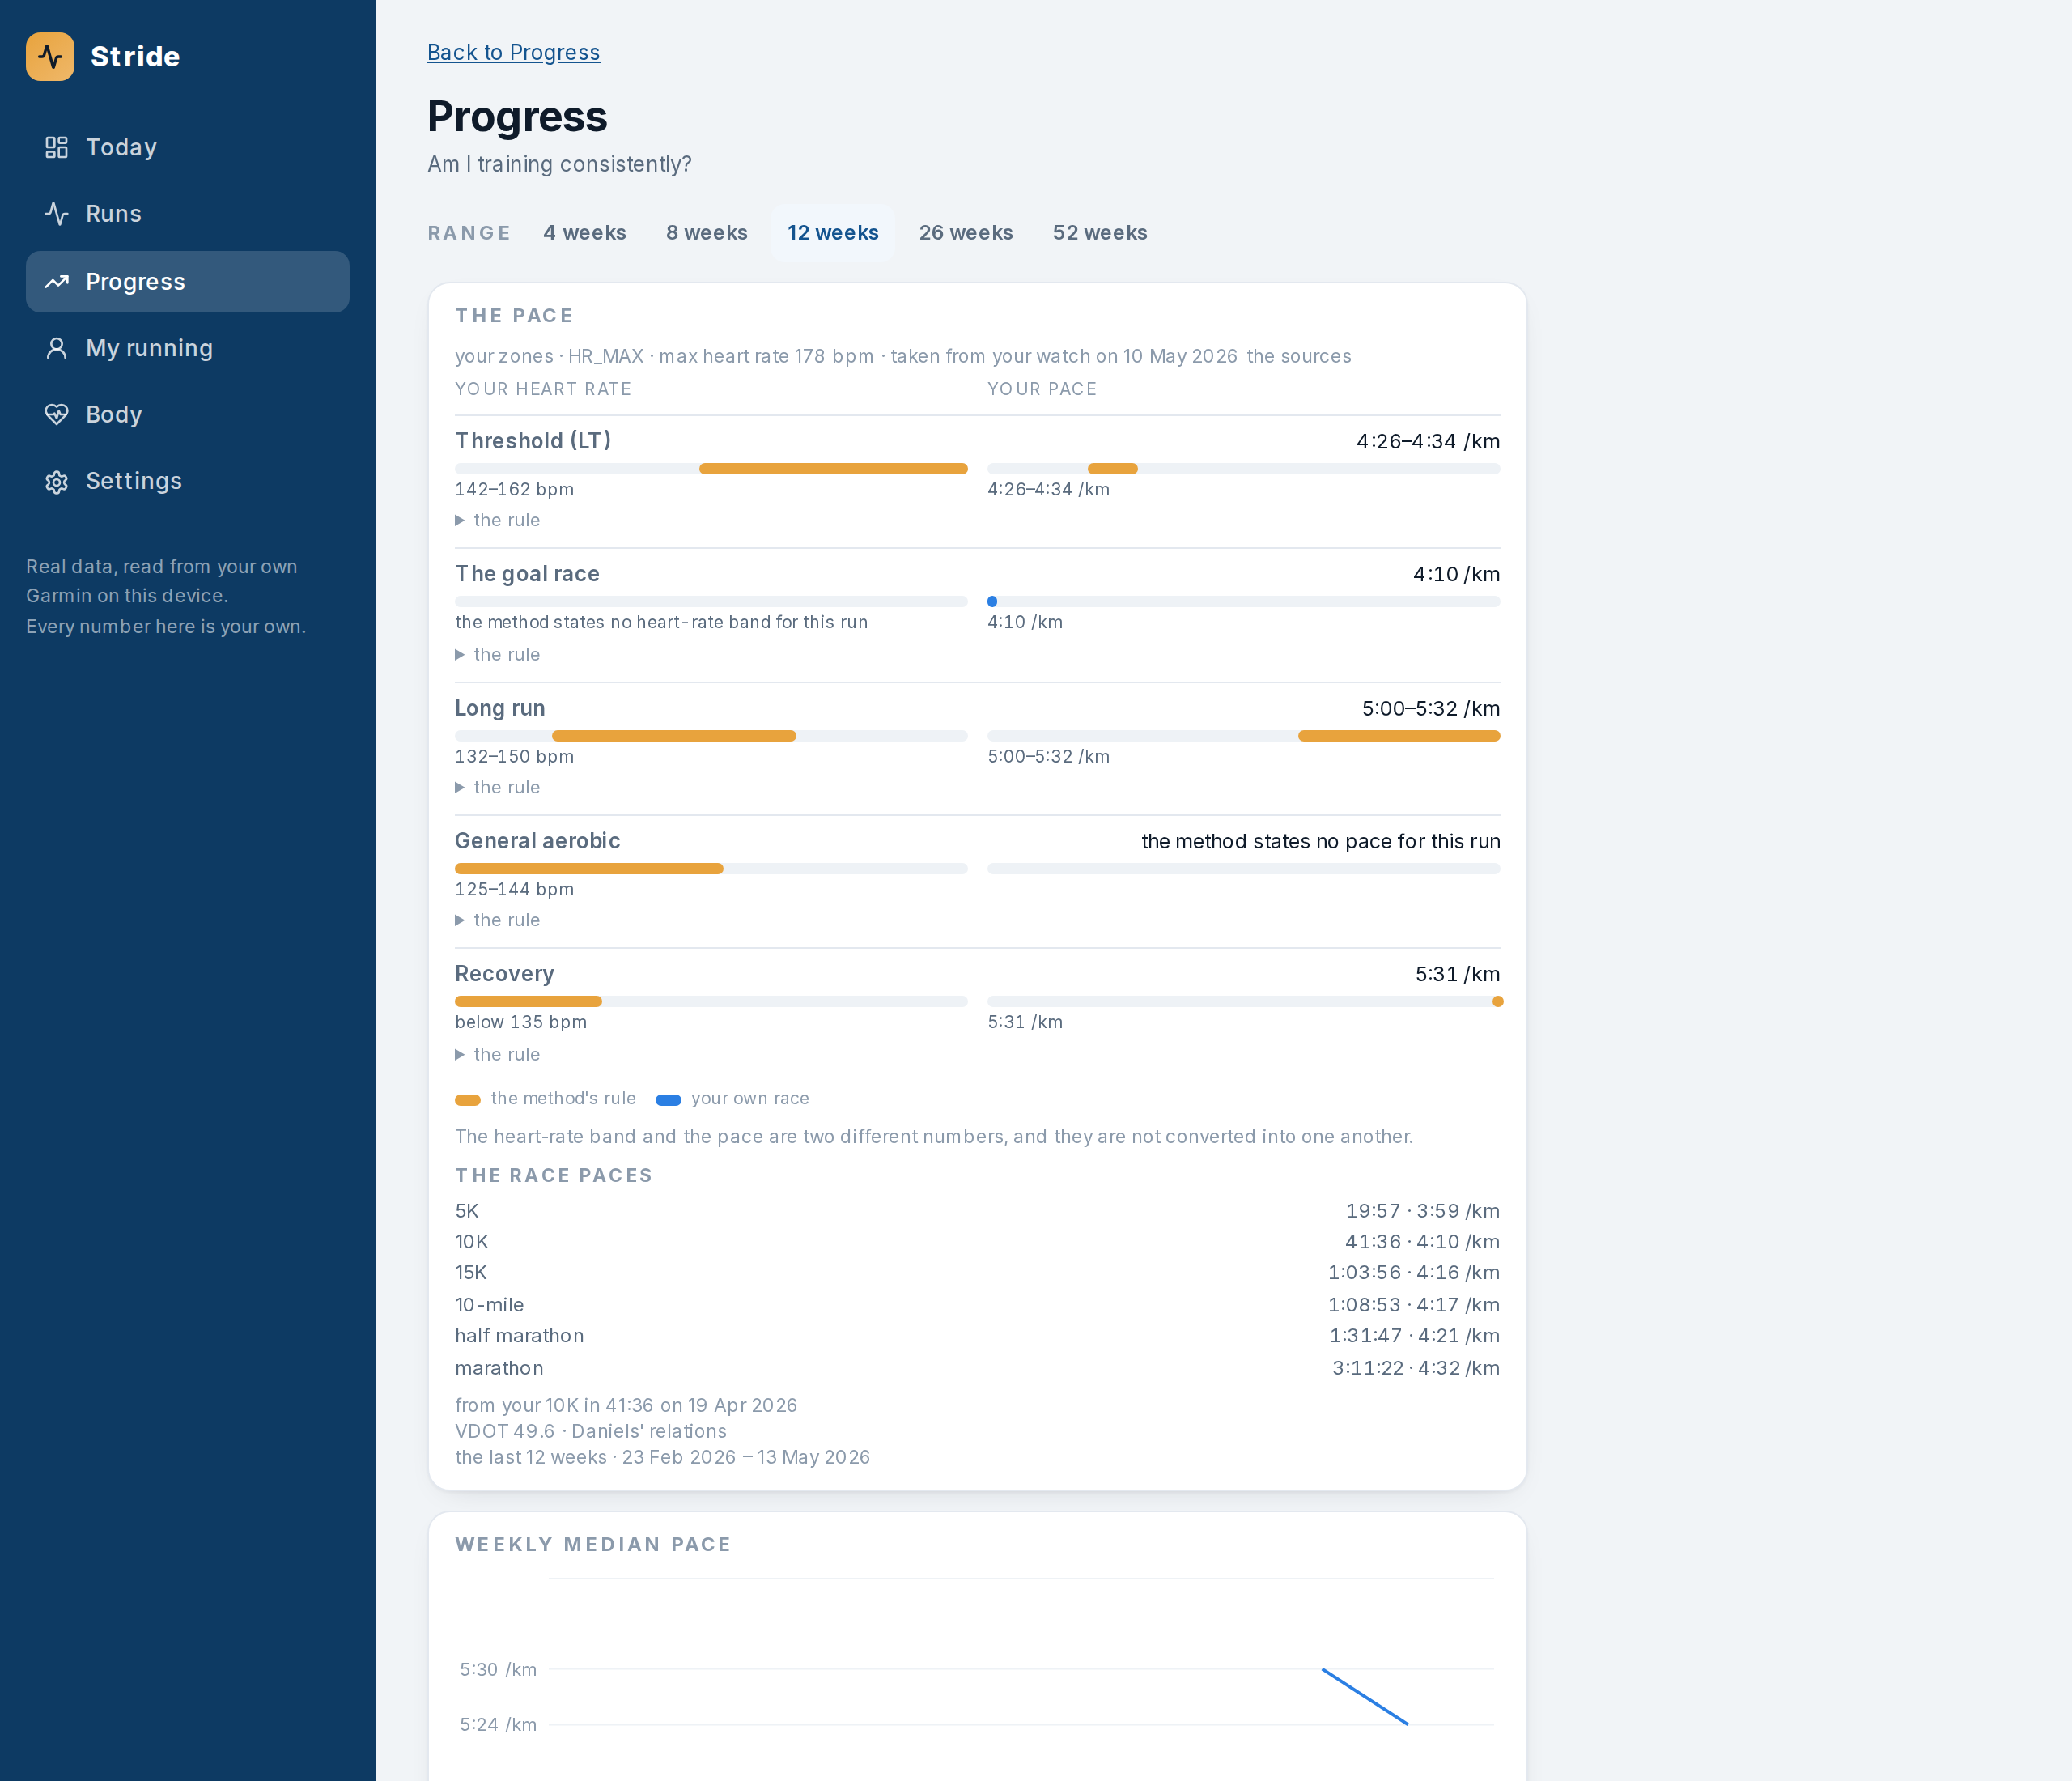 Stride
Today
Runs
Progress
My running
Body
Settings
Real data, read from your own
Garmin on this device.
Every number here is your own.
Back to Progress
Progress
Am I training consistently?
RANGE 4 weeks 8 weeks 12 weeks 26 weeks 52 weeks
THE PACE
your zones · HR_MAX · max heart rate 178 bpm · taken from your watch on 10 May 2026 the sources
YOUR HEART RATE YOUR PACE
Threshold (LT) 4:26–4:34 /km
142–162 bpm 4:26–4:34 /km
the rule
The goal race 4:10 /km
the method states no heart-rate band for this run 4:10 /km
the rule
Long run 5:00–5:32 /km
132–150 bpm 5:00–5:32 /km
the rule
General aerobic the method states no pace for this run
125–144 bpm
the rule
Recovery 5:31 /km
below 135 bpm 5:31 /km
the rule
the method's rule your own race
The heart-rate band and the pace are two different numbers, and they are not converted into one another.
THE RACE PACES
5K 19:57 · 3:59 /km
10K 41:36 · 4:10 /km
15K 1:03:56 · 4:16 /km
10-mile 1:08:53 · 4:17 /km
half marathon 1:31:47 · 4:21 /km
marathon 3:11:22 · 4:32 /km
from your 10K in 41:36 on 19 Apr 2026
VDOT 49.6 · Daniels' relations
the last 12 weeks · 23 Feb 2026 – 13 May 2026
WEEKLY MEDIAN PACE
5:30 /km
5:24 /km